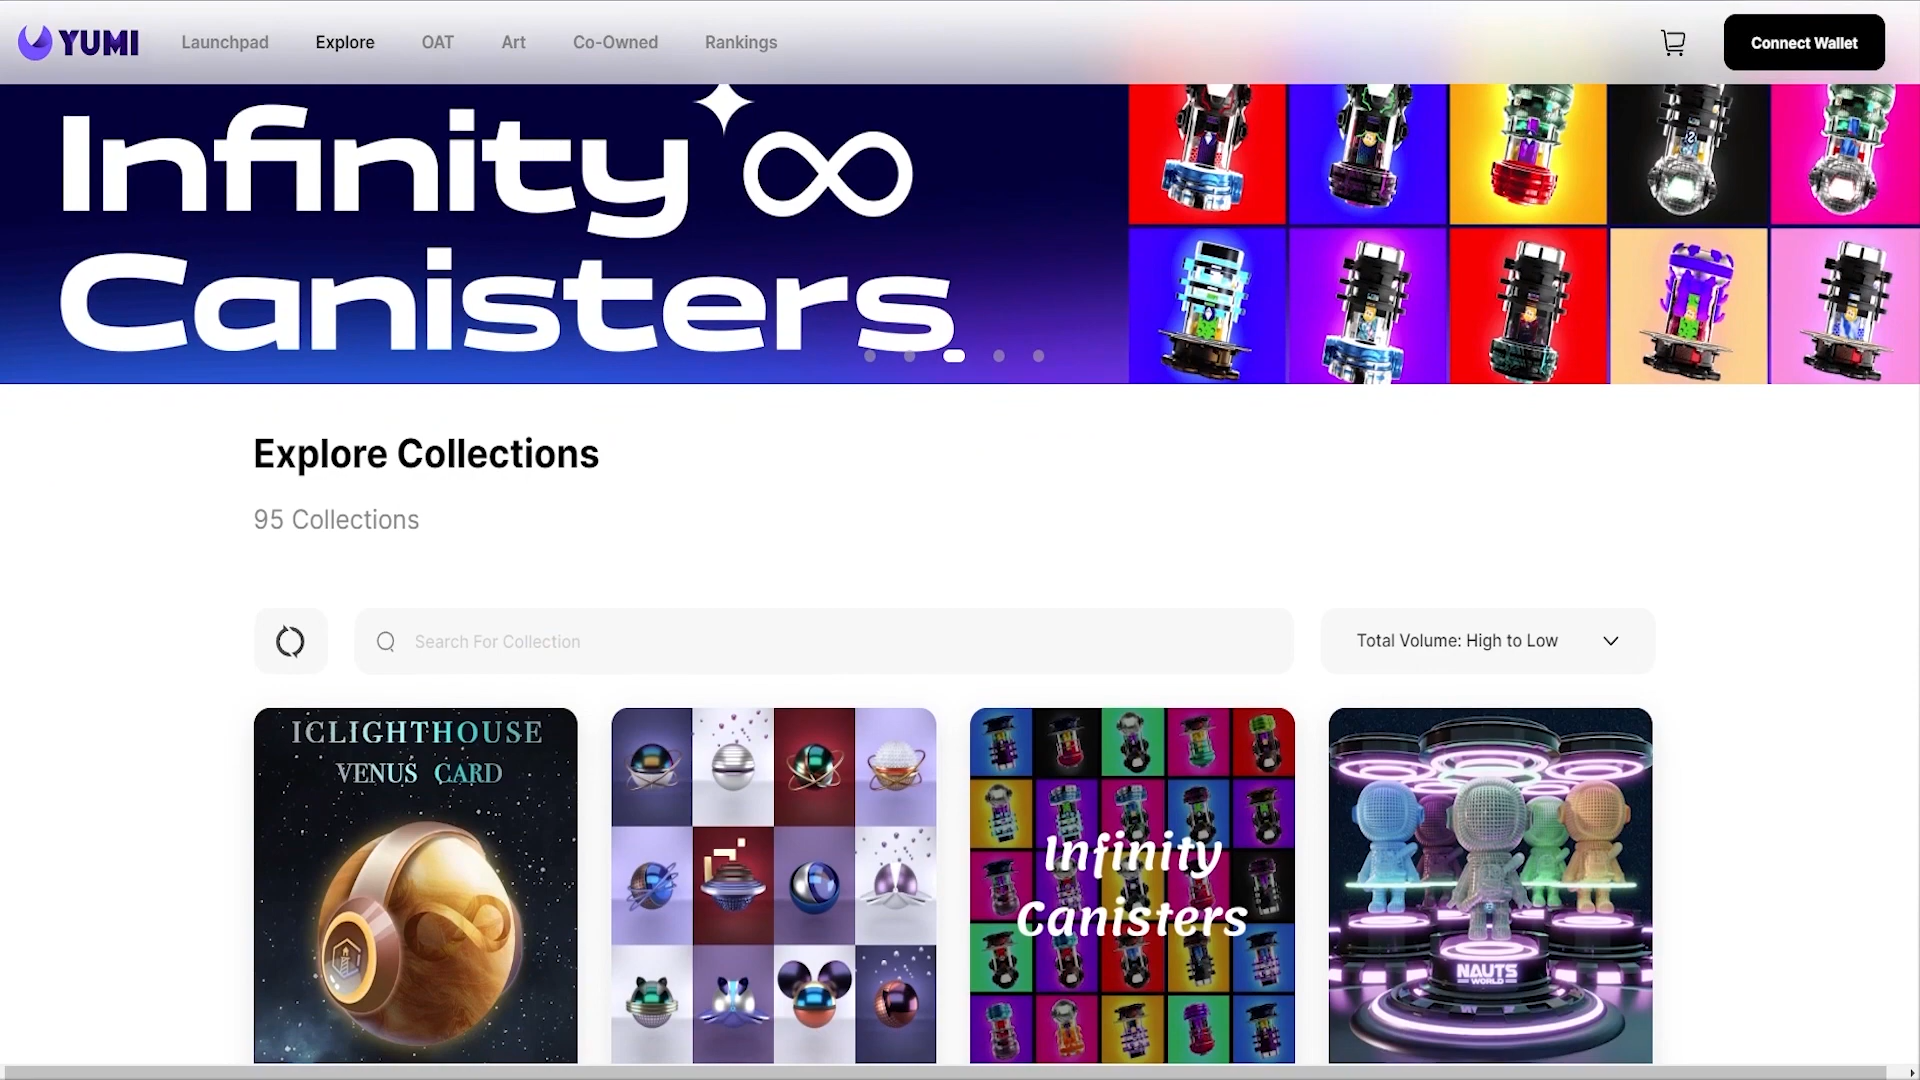 YUMI
Launchpad
Explore
OAT
Art
Co-Owned
Rankings
Connect Wallet
Infinity ∞
Canisters
Explore Collections
95 Collections
Search For Collection
Total Volume: High to Low
ICLIGHTHOUSE
VENUS CARD
Infinity
Canisters
NAUTS
WORLD